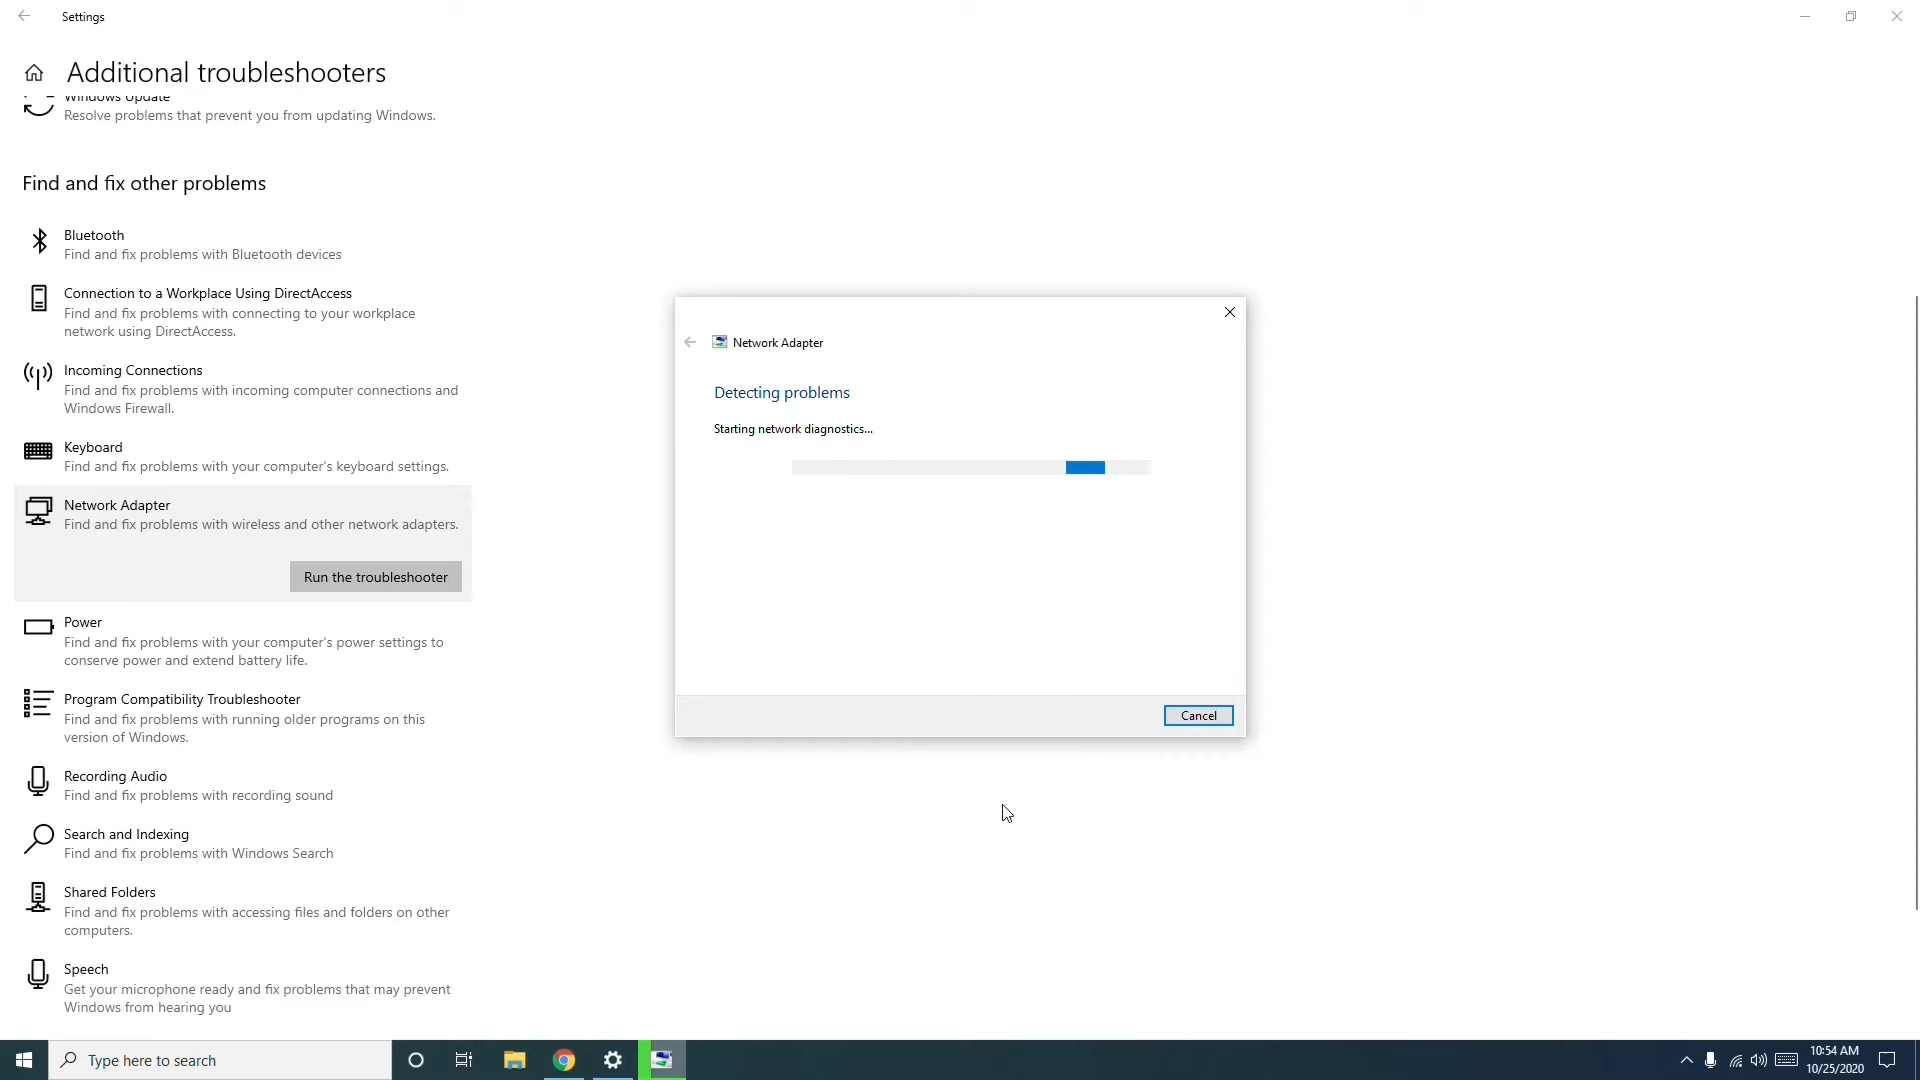 Settings
Additional troubleshooters
Windows Update
Resolve problems that prevent you from updating Windows.
Find and fix other problems
Bluetooth
Find and fix problems with Bluetooth devices
Connection to a Workplace Using DirectAccess
Find and fix problems with connecting to your workplace
network using DirectAccess.
Incoming Connections
Find and fix problems with incoming computer connections and
Windows Firewall.
Keyboard
Find and fix problems with your computer's keyboard settings.
Network Adapter
Find and fix problems with wireless and other network adapters.
Run the troubleshooter
Power
Find and fix problems with your computer's power settings to
conserve power and extend battery life.
Program Compatibility Troubleshooter
Find and fix problems with running older programs on this
version of Windows.
Recording Audio
Find and fix problems with recording sound
Search and Indexing
Find and fix problems with Windows Search
Shared Folders
Find and fix problems with accessing files and folders on other
computers.
Speech
Get your microphone ready and fix problems that may prevent
Windows from hearing you
Network Adapter
Detecting problems
Starting network diagnostics...
Cancel
Type here to search
10:54 AM
10/25/2020